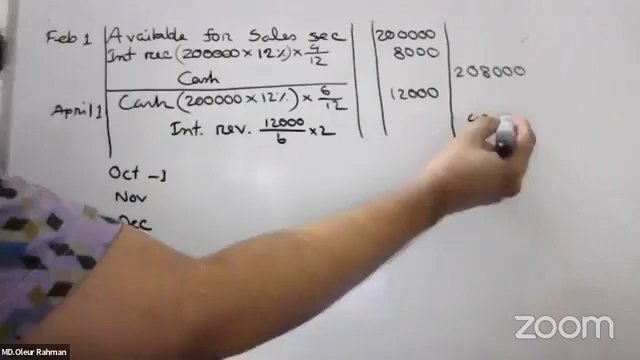 Feb 1 Available for Sales sec 200000
Int rec (200000 × 12%) × 4/12 8000
Cash 208000
April 1 Cash (200000 × 12%) × 6/12 12000
Int. rev. 12000/6 × 2
Oct -1
Nov
Dec
zoom
MD.Oleur Rahman